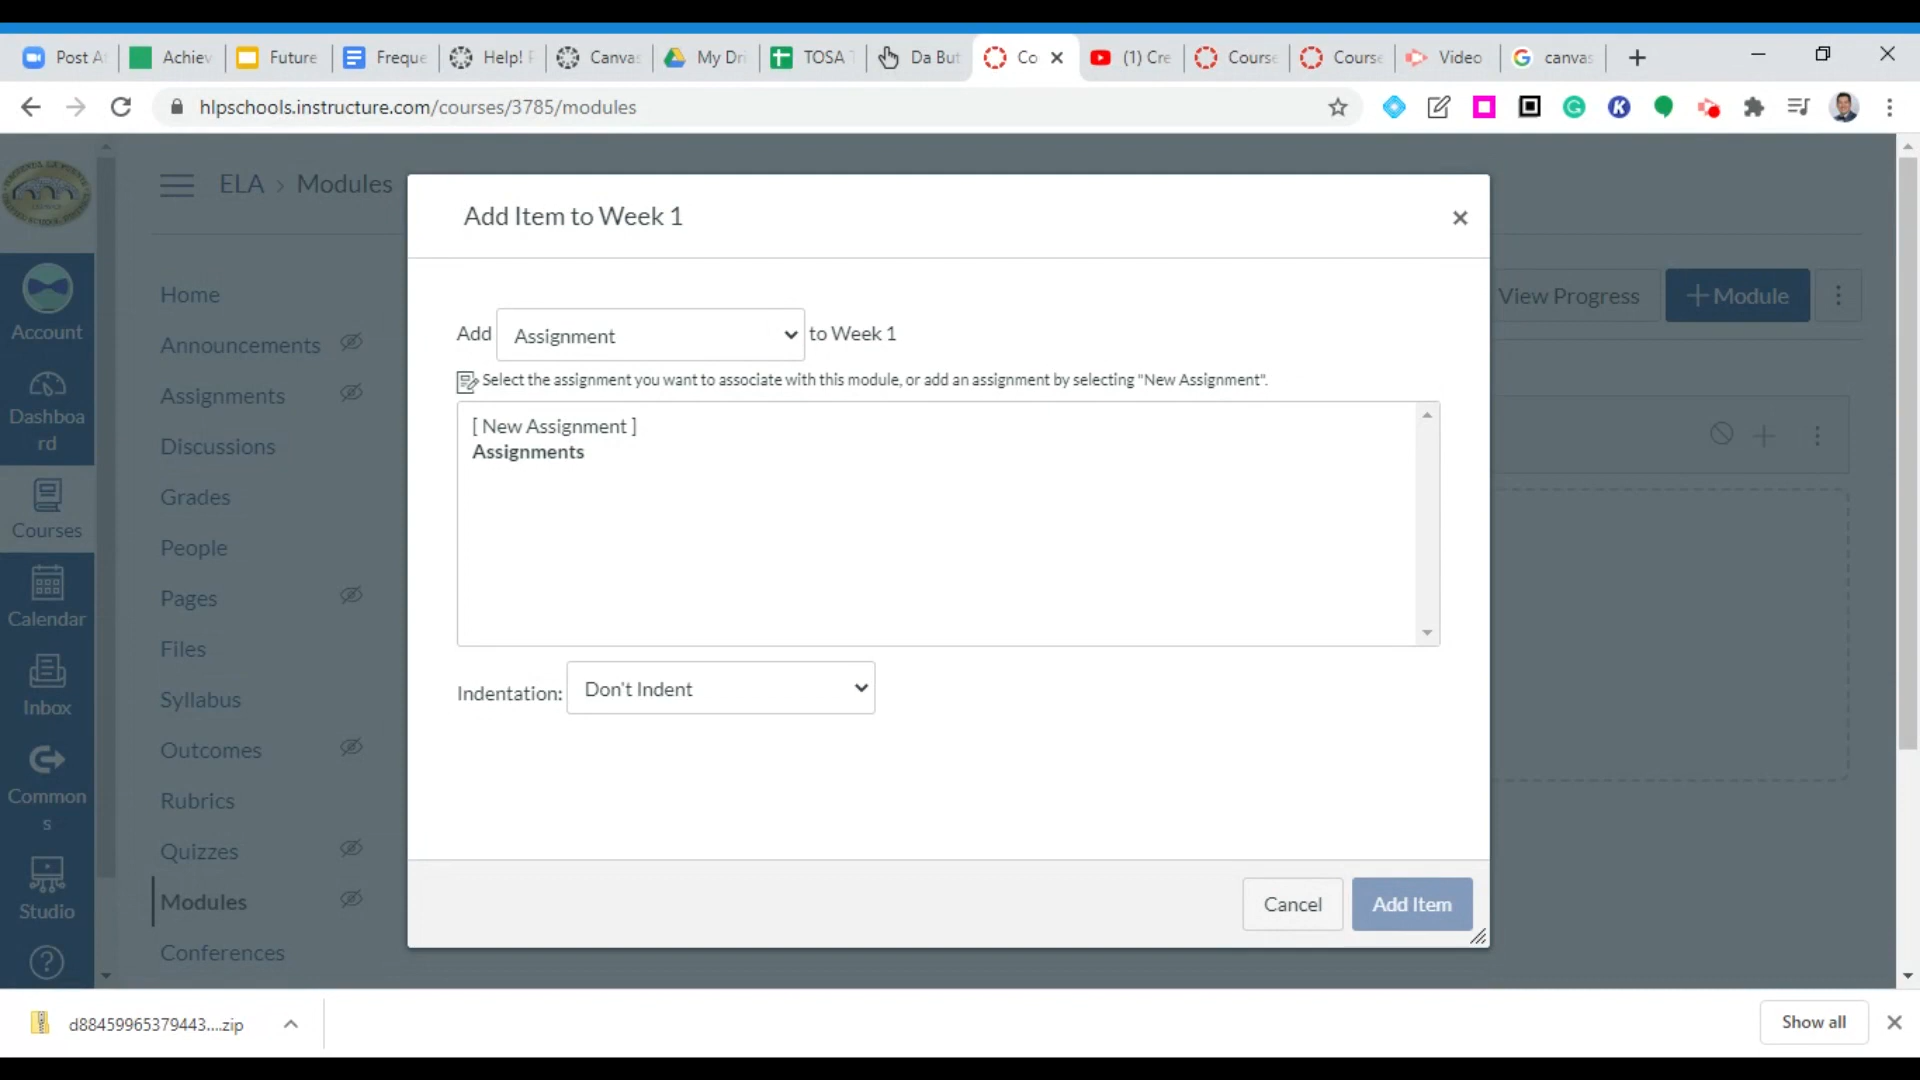 Post A
Achiev
Future
Freque
Help! F
Canvas
My Dri
TOSA T
Da But
Co
(1) Cre
Course
Course
Video
canvas
hlpschools.instructure.com/courses/3785/modules
ELA › Modules
View Progress
+ Module
Account
Dashboa
rd
Courses
Calendar
Inbox
Common
s
Studio
Home
Announcements
Assignments
Discussions
Grades
People
Pages
Files
Syllabus
Outcomes
Rubrics
Quizzes
Modules
Conferences
Add Item to Week 1
Add Assignment to Week 1
Select the assignment you want to associate with this module, or add an assignment by selecting "New Assignment".
[ New Assignment ]
Assignments
Indentation: Don't Indent
Cancel
Add Item
d88459965379443....zip
Show all